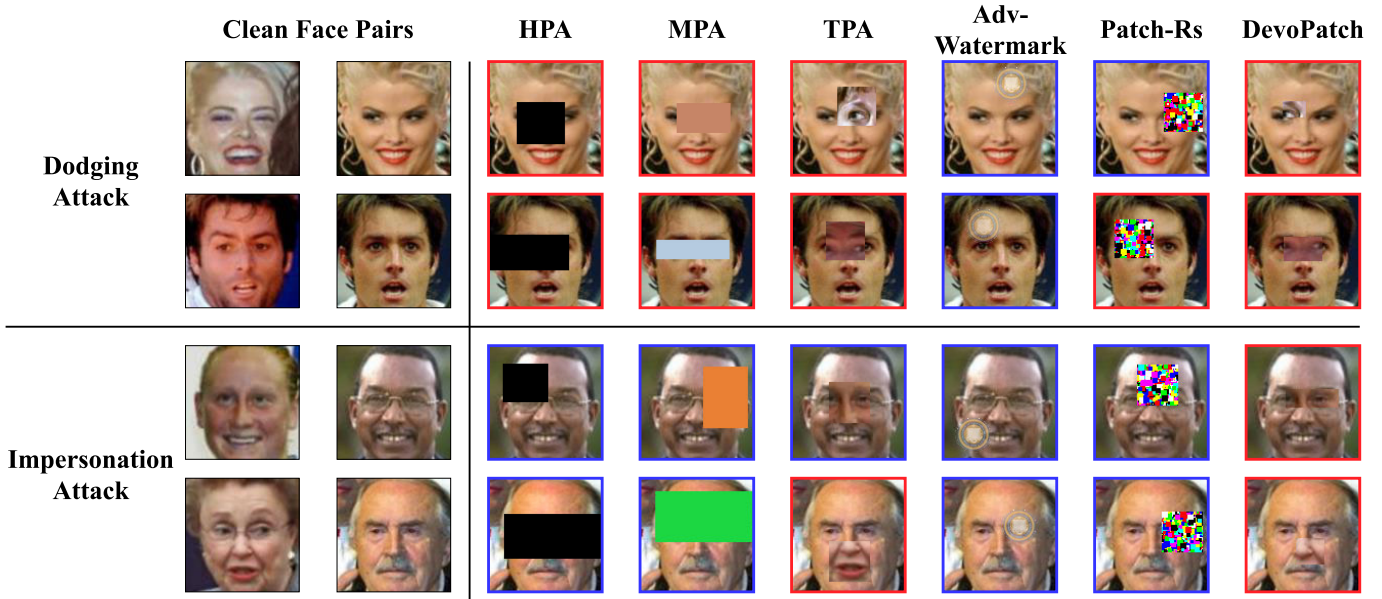 Clean Face Pairs HPA MPA TPA Adv-
Watermark Patch-Rs DevoPatch
Dodging
Attack
Impersonation
Attack